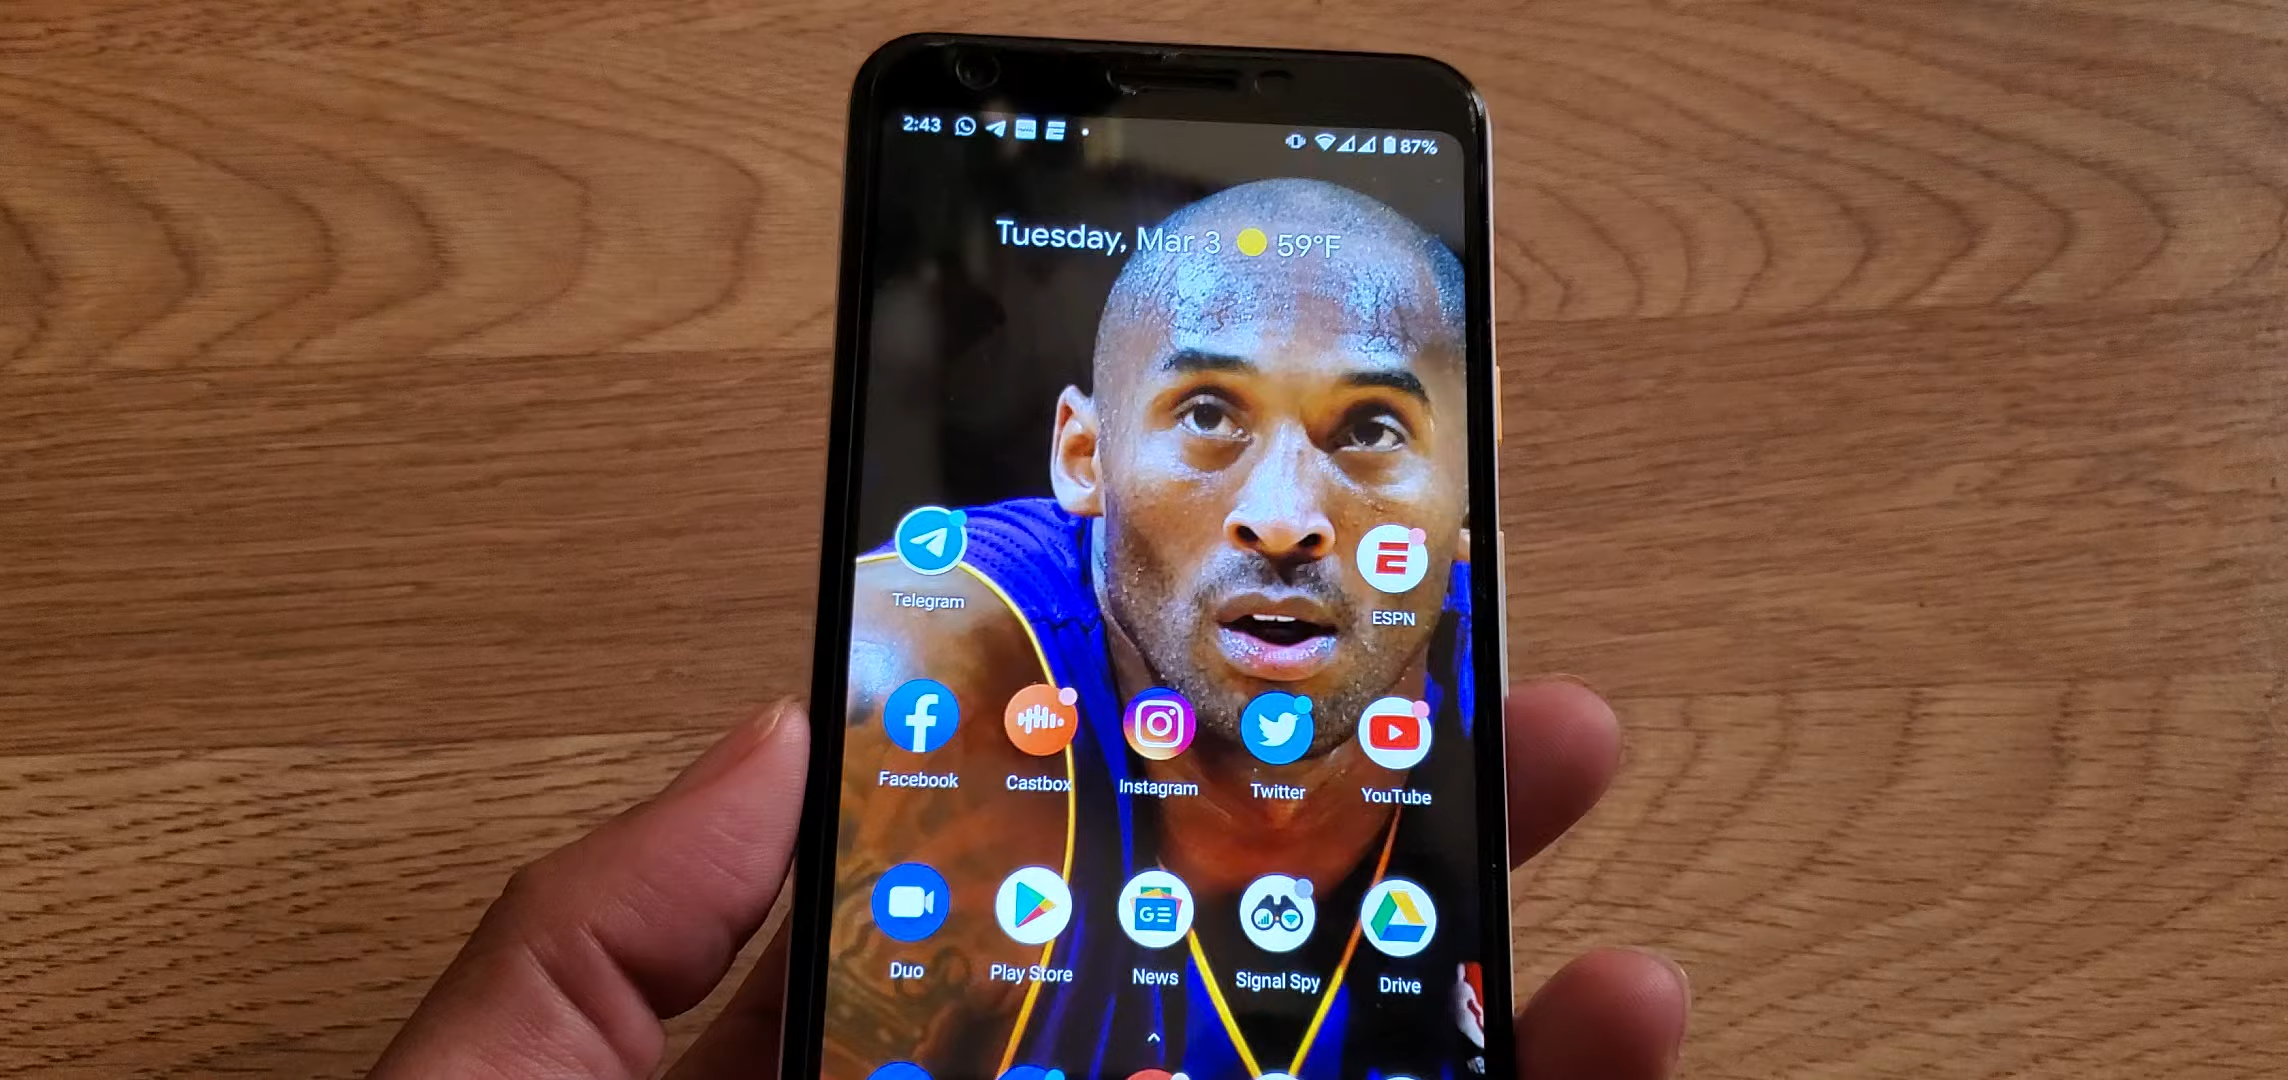 2:43 87%
Tuesday, Mar 3 59°F
Telegram ESPN
Facebook Castbox Instagram Twitter YouTube
GE
Duo Play Store News Signal Spy Drive